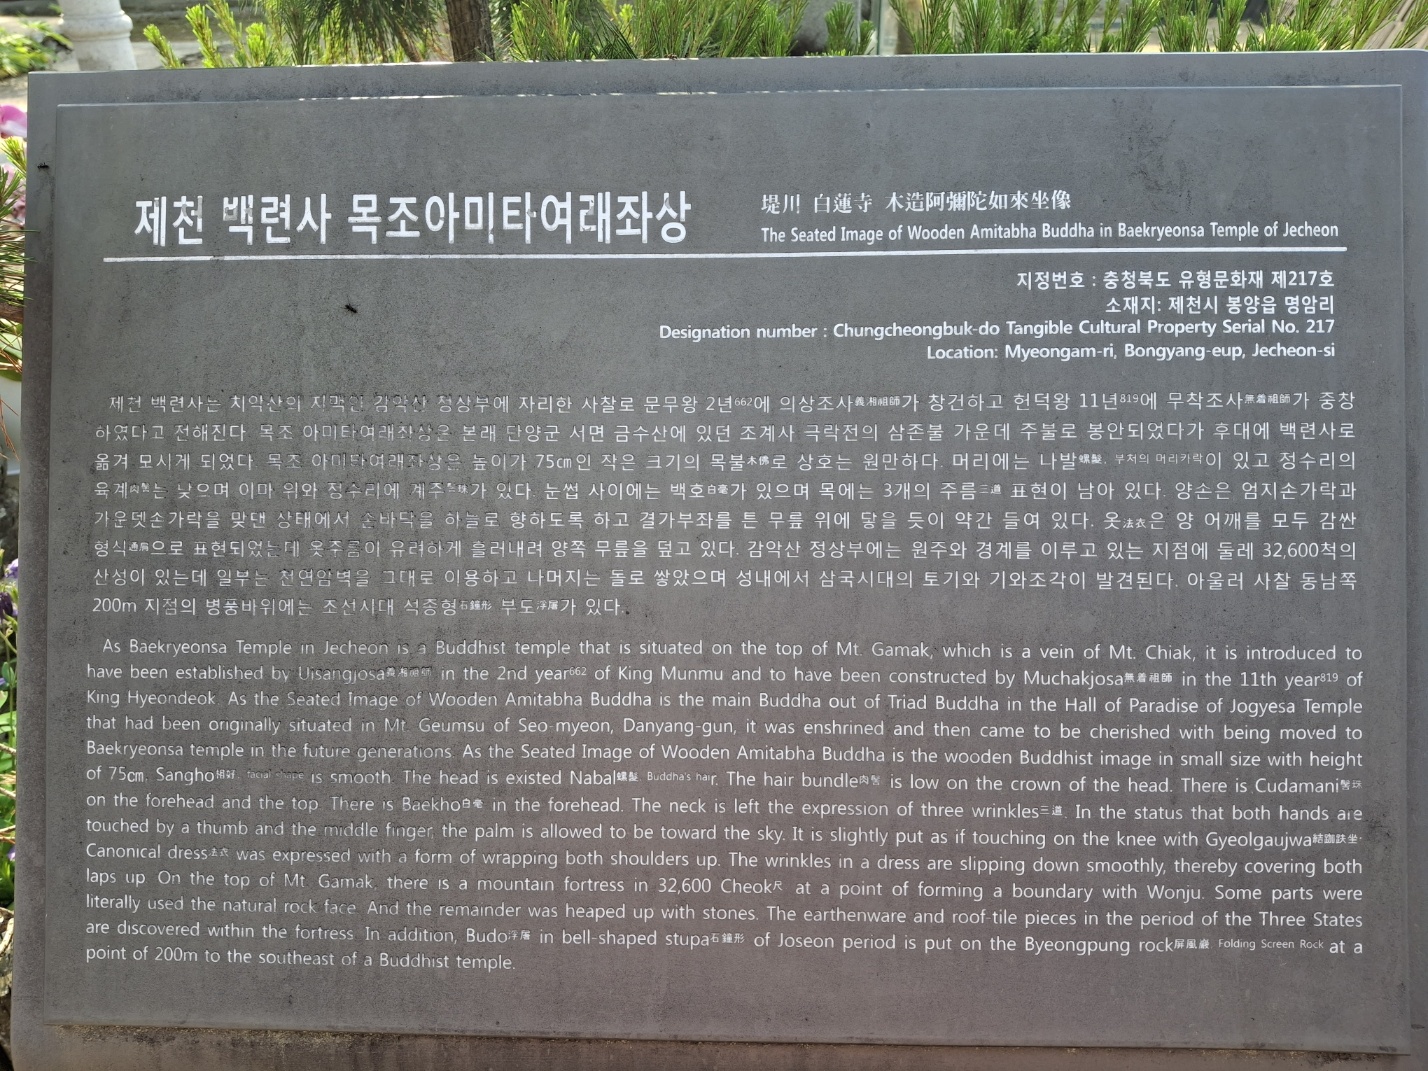 제천 백련사 목조아미타여래좌상
堤川 白蓮寺 木造阿彌陀如來坐像
The Seated Image of Wooden Amitabha Buddha in Baekryeonsa Temple of Jecheon
지정번호 : 충청북도 유형문화재 제217호
소재지: 제천시 봉양읍 명암리
Designation number : Chungcheongbuk-do Tangible Cultural Property Serial No. 217
Location: Myeongam-ri, Bongyang-eup, Jecheon-si
제천 백련사는 치악산의 지맥인 감악산 정상부에 자리한 사찰로 문무왕 2년662에 의상조사義湘祖師가 창건하고 헌덕왕 11년819에 무착조사無着祖師가 중창
하였다고 전해진다. 목조 아미타여래좌상은 본래 단양군 서면 금수산에 있던 조계사 극락전의 삼존불 가운데 주불로 봉안되었다가 후대에 백련사로
옮겨 모시게 되었다. 목조 아미타여래좌상은 높이가 75㎝인 작은 크기의 목불木佛로 상호는 원만하다. 머리에는 나발螺髮, 부처의 머리카락이 있고 정수리의
육계肉髻는 낮으며 이마 위와 정수리에 계주髻珠가 있다. 눈썹 사이에는 백호白毫가 있으며 목에는 3개의 주름三道 표현이 남아 있다. 양손은 엄지손가락과
가운뎃손가락을 맞댄 상태에서 손바닥을 하늘로 향하도록 하고 결가부좌를 튼 무릎 위에 닿을 듯이 약간 들여 있다. 옷法衣은 양 어깨를 모두 감싼
형식通肩으로 표현되었는데 옷주름이 유려하게 흘러내려 양쪽 무릎을 덮고 있다. 감악산 정상부에는 원주와 경계를 이루고 있는 지점에 둘레 32,600척의
산성이 있는데 일부는 천연암벽을 그대로 이용하고 나머지는 돌로 쌓았으며 성내에서 삼국시대의 토기와 기와조각이 발견된다. 아울러 사찰 동남쪽
200m 지점의 병풍바위에는 조선시대 석종형石鐘形 부도浮屠가 있다.
As Baekryeonsa Temple in Jecheon is a Buddhist temple that is situated on the top of Mt. Gamak, which is a vein of Mt. Chiak, it is introduced to
have been established by Uisangjosa義湘祖師 in the 2nd year662 of King Munmu and to have been constructed by Muchakjosa無着祖師 in the 11th year819 of
King Hyeondeok. As the Seated Image of Wooden Amitabha Buddha is the main Buddha out of Triad Buddha in the Hall of Paradise of Jogyesa Temple
that had been originally situated in Mt. Geumsu of Seo-myeon, Danyang-gun, it was enshrined and then came to be cherished with being moved to
Baekryeonsa temple in the future generations. As the Seated Image of Wooden Amitabha Buddha is the wooden Buddhist image in small size with height
of 75㎝. Sangho相好, facial shape is smooth. The head is existed Nabal螺髮, Buddha's hair. The hair bundle肉髻 is low on the crown of the head. There is Cudamani髻珠
on the forehead and the top. There is Baekho白毫 in the forehead. The neck is left the expression of three wrinkles三道. In the status that both hands are
touched by a thumb and the middle finger, the palm is allowed to be toward the sky. It is slightly put as if touching on the knee with Gyeolgaujwa結跏趺坐.
Canonical dress法衣 was expressed with a form of wrapping both shoulders up. The wrinkles in a dress are slipping down smoothly, thereby covering both
laps up. On the top of Mt. Gamak, there is a mountain fortress in 32,600 Cheok尺 at a point of forming a boundary with Wonju. Some parts were
literally used the natural rock face. And the remainder was heaped up with stones. The earthenware and roof-tile pieces in the period of the Three States
are discovered within the fortress. In addition, Budo浮屠 in bell-shaped stupa石鐘形 of Joseon period is put on the Byeongpung rock屛風巖, Folding Screen Rock at a
point of 200m to the southeast of a Buddhist temple.